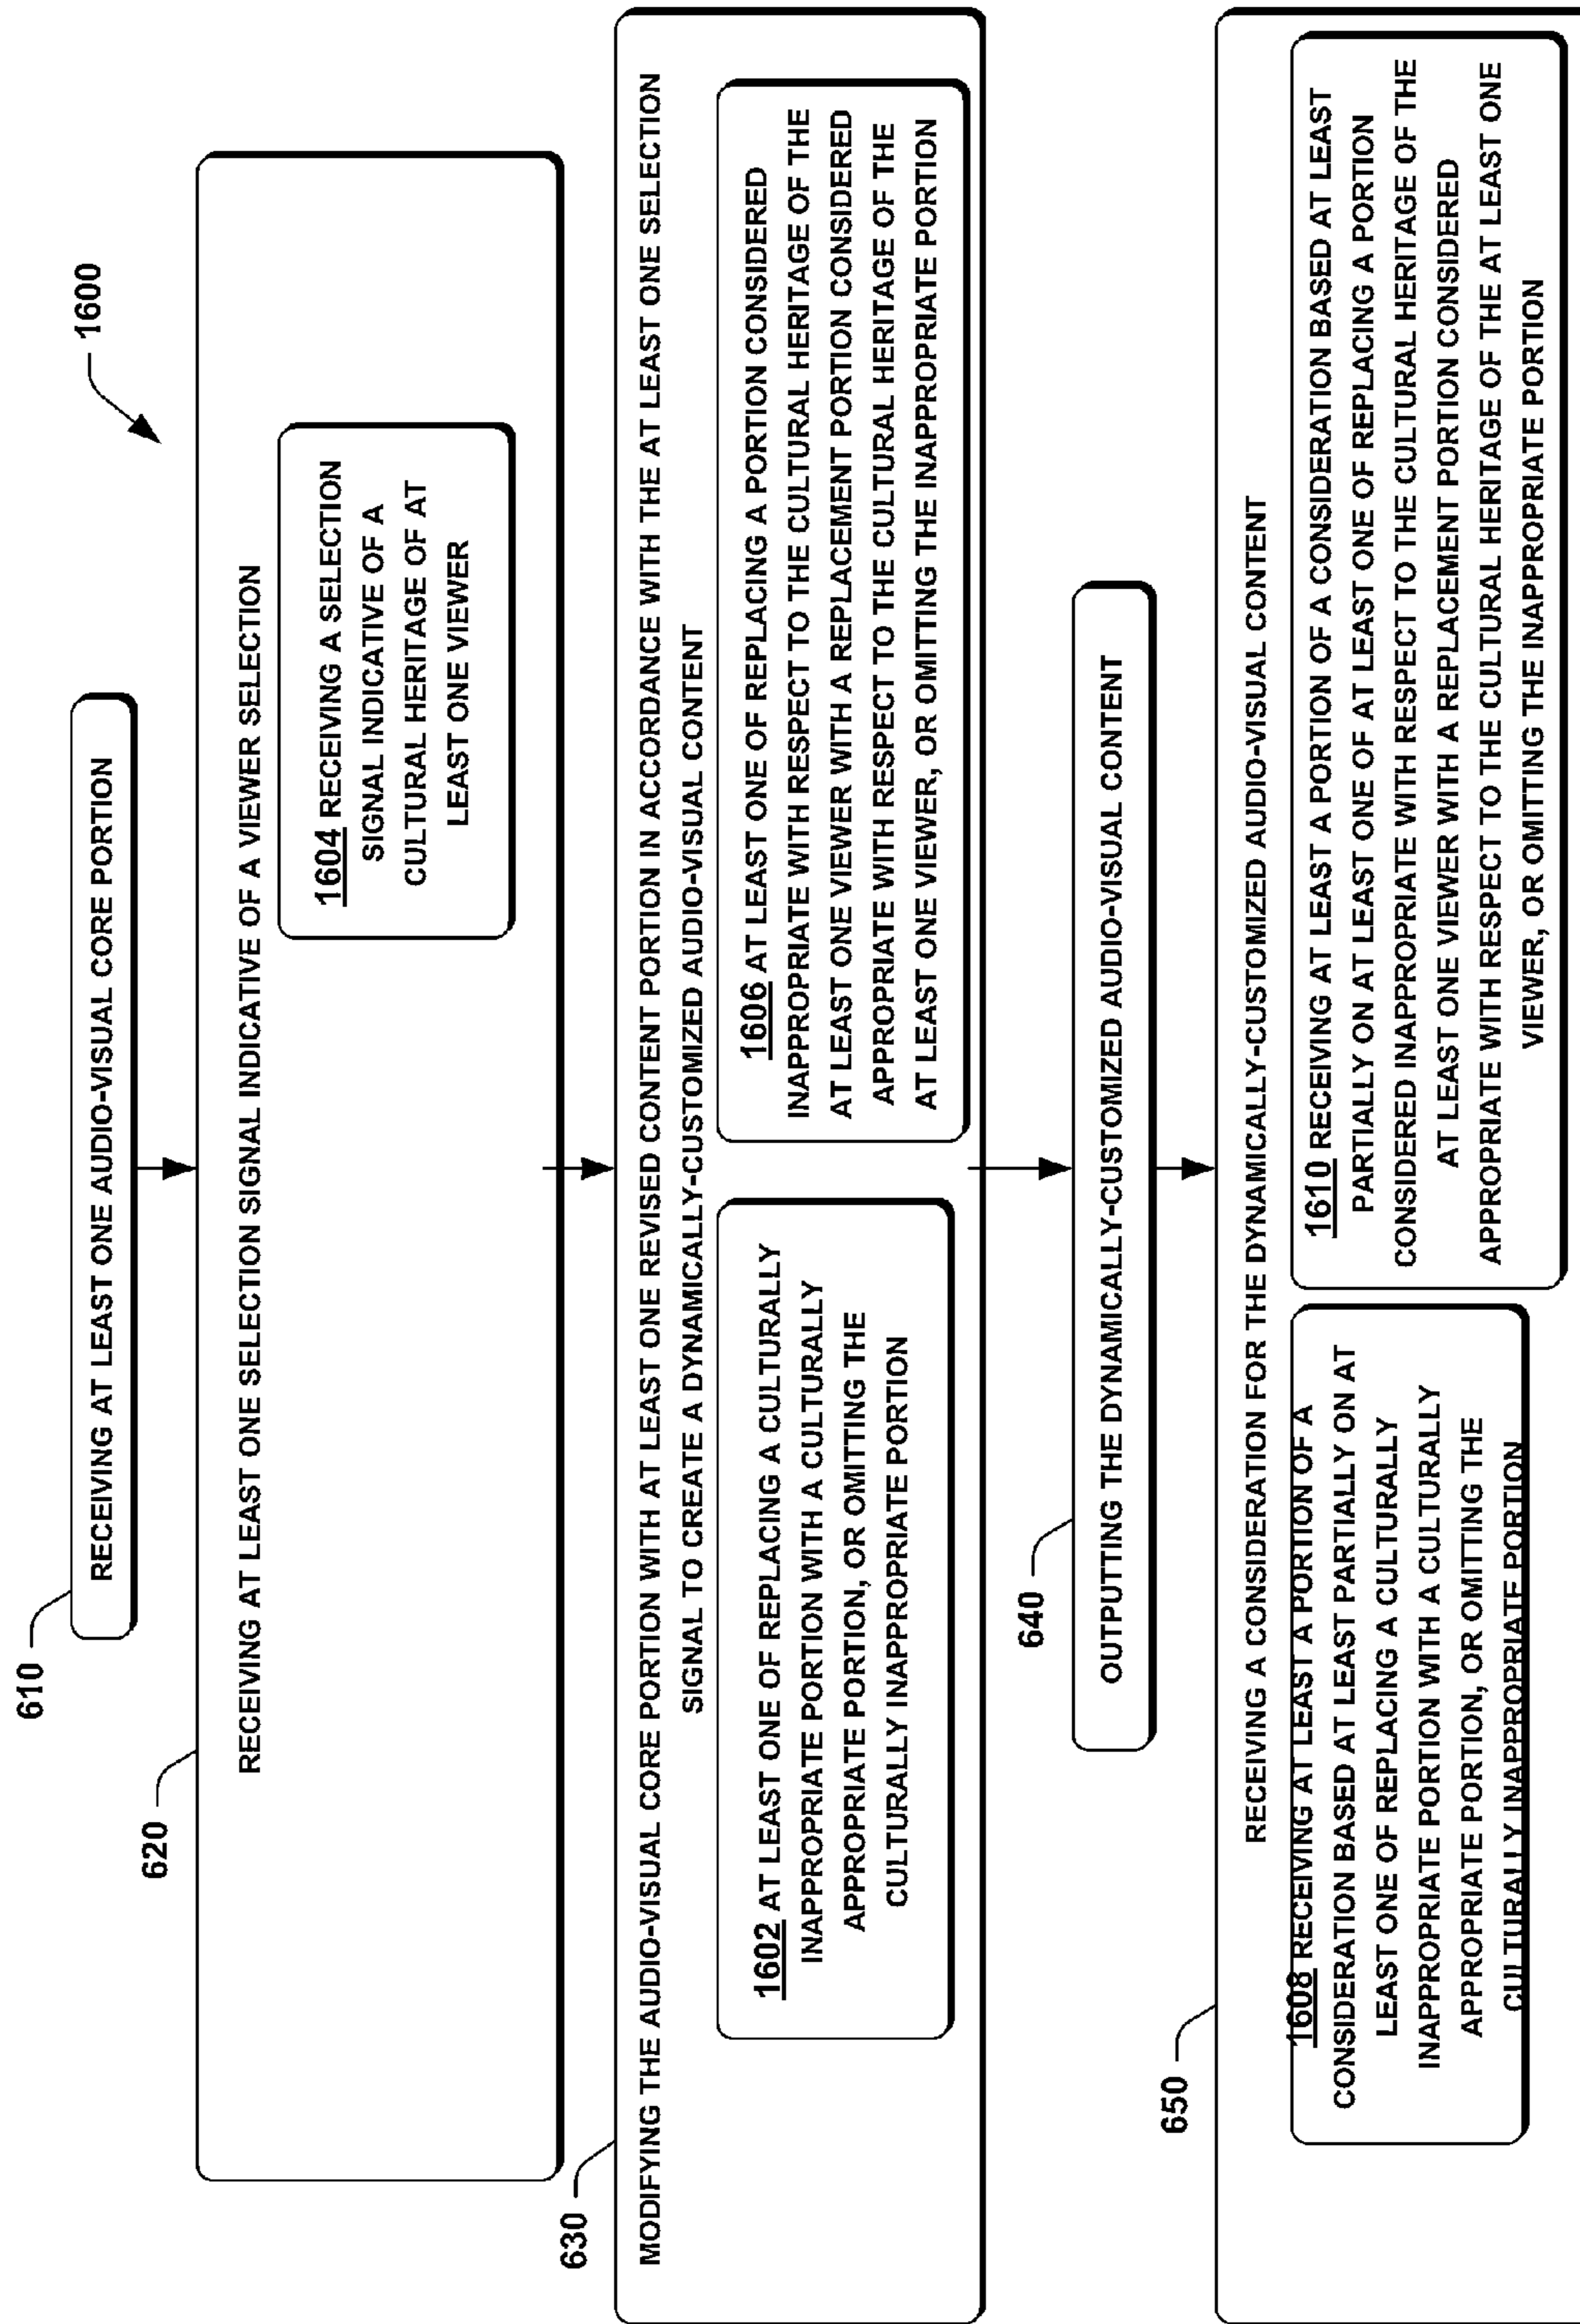 1600
610
RECEIVING AT LEAST ONE AUDIO-VISUAL CORE PORTION
620
RECEIVING AT LEAST ONE SELECTION SIGNAL INDICATIVE OF A VIEWER SELECTION
1604 RECEIVING A SELECTION
SIGNAL INDICATIVE OF A
CULTURAL HERITAGE OF AT
LEAST ONE VIEWER
630
MODIFYING THE AUDIO-VISUAL CORE PORTION WITH AT LEAST ONE REVISED CONTENT PORTION IN ACCORDANCE WITH THE AT LEAST ONE SELECTION
SIGNAL TO CREATE A DYNAMICALLY-CUSTOMIZED AUDIO-VISUAL CONTENT
1602 AT LEAST ONE OF REPLACING A CULTURALLY
INAPPROPRIATE PORTION WITH A CULTURALLY
APPROPRIATE PORTION, OR OMITTING THE
CULTURALLY INAPPROPRIATE PORTION
1606 AT LEAST ONE OF REPLACING A PORTION CONSIDERED
INAPPROPRIATE WITH RESPECT TO THE CULTURAL HERITAGE OF THE
AT LEAST ONE VIEWER WITH A REPLACEMENT PORTION CONSIDERED
APPROPRIATE WITH RESPECT TO THE CULTURAL HERITAGE OF THE
AT LEAST ONE VIEWER, OR OMITTING THE INAPPROPRIATE PORTION
640
OUTPUTTING THE DYNAMICALLY-CUSTOMIZED AUDIO-VISUAL CONTENT
650
RECEIVING A CONSIDERATION FOR THE DYNAMICALLY-CUSTOMIZED AUDIO-VISUAL CONTENT
1608 RECEIVING AT LEAST A PORTION OF A
CONSIDERATION BASED AT LEAST PARTIALLY ON AT
LEAST ONE OF REPLACING A CULTURALLY
INAPPROPRIATE PORTION WITH A CULTURALLY
APPROPRIATE PORTION, OR OMITTING THE
CULTURALLY INAPPROPRIATE PORTION
1610 RECEIVING AT LEAST A PORTION OF A CONSIDERATION BASED AT LEAST
PARTIALLY ON AT LEAST ONE OF AT LEAST ONE OF REPLACING A PORTION
CONSIDERED INAPPROPRIATE WITH RESPECT TO THE CULTURAL HERITAGE OF THE
AT LEAST ONE VIEWER WITH A REPLACEMENT PORTION CONSIDERED
APPROPRIATE WITH RESPECT TO THE CULTURAL HERITAGE OF THE AT LEAST ONE
VIEWER, OR OMITTING THE INAPPROPRIATE PORTION